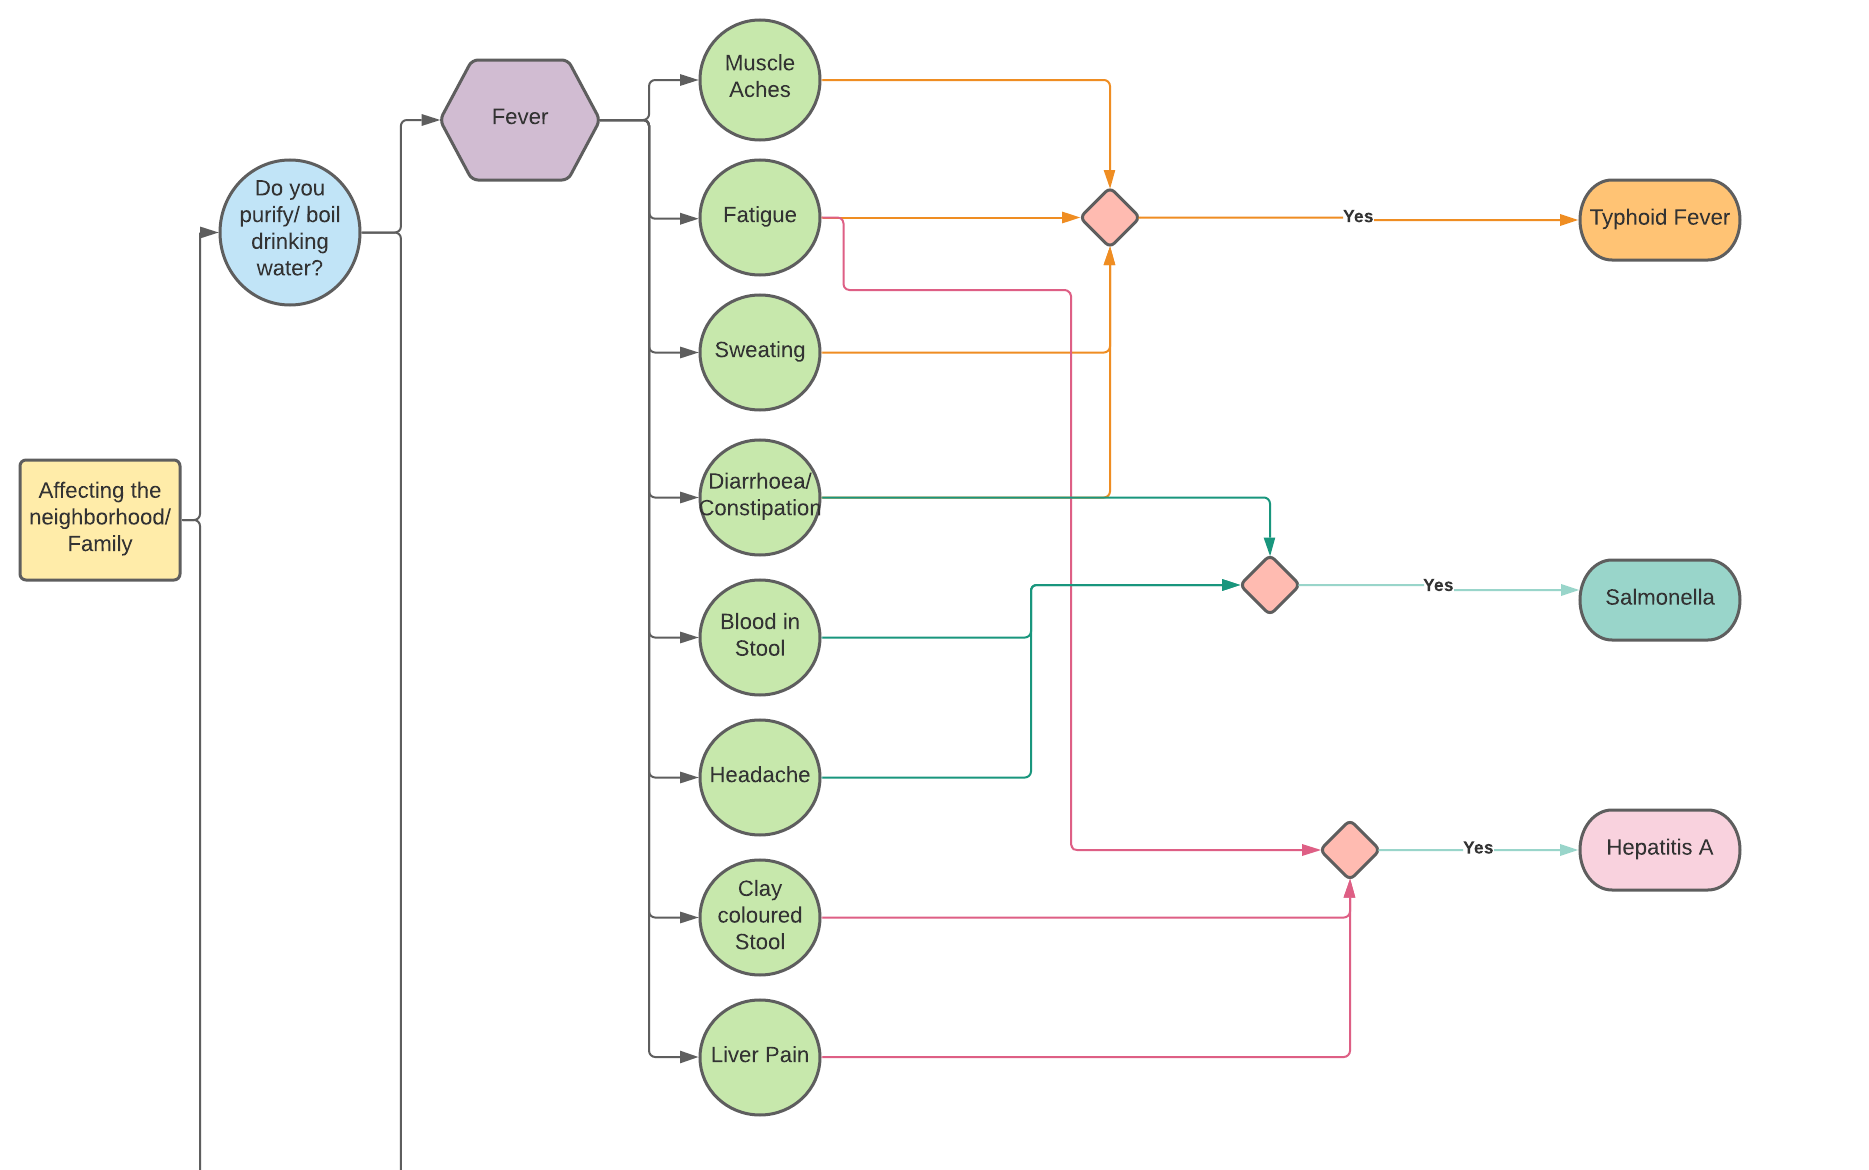 Muscle
Aches
Fever
Do you
purify/ boil
drinking
water?
Fatigue
Yes
Typhoid Fever
Sweating
Affecting the
neighborhood/
Family
Diarrhoea/
Constipation
Yes
Salmonella
Blood in
Stool
Headache
Yes
Hepatitis A
Clay
coloured
Stool
Liver Pain